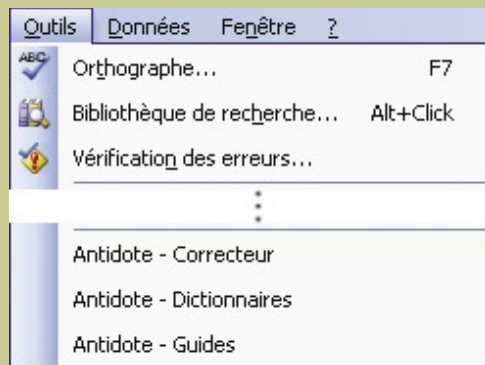 Outils Données Fenêtre ?
ABC Orthographe... F7
Bibliothèque de recherche... Alt+Click
Vérification des erreurs...
Antidote - Correcteur
Antidote - Dictionnaires
Antidote - Guides